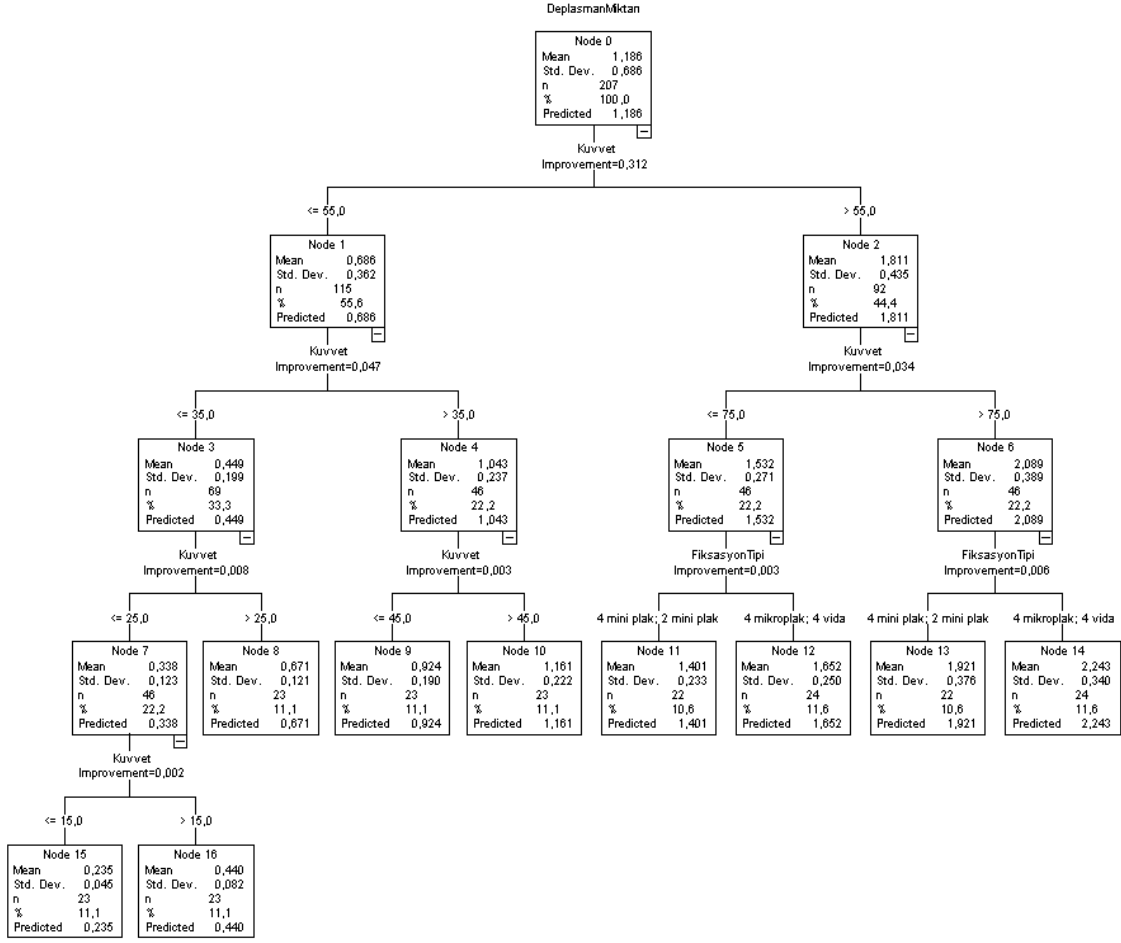 DeplasmanMiktarı
Node 0
Mean 1,186
Std. Dev. 0,686
n 207
% 100,0
Predicted 1,186
Kuvvet
Improvement=0,312
<= 55,0
> 55,0
Node 1
Mean 0,686
Std. Dev. 0,362
n 115
% 55,6
Predicted 0,686
Node 2
Mean 1,811
Std. Dev. 0,435
n 92
% 44,4
Predicted 1,811
Kuvvet
Improvement=0,047
Kuvvet
Improvement=0,034
<= 35,0
> 35,0
<= 75,0
> 75,0
Node 3
Mean 0,449
Std. Dev. 0,199
n 69
% 33,3
Predicted 0,449
Node 4
Mean 1,043
Std. Dev. 0,237
n 46
% 22,2
Predicted 1,043
Node 5
Mean 1,532
Std. Dev. 0,271
n 46
% 22,2
Predicted 1,532
Node 6
Mean 2,089
Std. Dev. 0,389
n 46
% 22,2
Predicted 2,089
Kuvvet
Improvement=0,008
Kuvvet
Improvement=0,003
FiksasyonTipi
Improvement=0,003
FiksasyonTipi
Improvement=0,006
<= 25,0
> 25,0
<= 45,0
> 45,0
4 mini plak; 2 mini plak
4 mikroplak; 4 vida
4 mini plak; 2 mini plak
4 mikroplak; 4 vida
Node 7
Mean 0,338
Std. Dev. 0,123
n 46
% 22,2
Predicted 0,338
Node 8
Mean 0,671
Std. Dev. 0,121
n 23
% 11,1
Predicted 0,671
Node 9
Mean 0,924
Std. Dev. 0,190
n 23
% 11,1
Predicted 0,924
Node 10
Mean 1,161
Std. Dev. 0,222
n 23
% 11,1
Predicted 1,161
Node 11
Mean 1,401
Std. Dev. 0,233
n 22
% 10,6
Predicted 1,401
Node 12
Mean 1,652
Std. Dev. 0,250
n 24
% 11,6
Predicted 1,652
Node 13
Mean 1,921
Std. Dev. 0,376
n 22
% 10,6
Predicted 1,921
Node 14
Mean 2,243
Std. Dev. 0,340
n 24
% 11,6
Predicted 2,243
Kuvvet
Improvement=0,002
<= 15,0
> 15,0
Node 15
Mean 0,235
Std. Dev. 0,045
n 23
% 11,1
Predicted 0,235
Node 16
Mean 0,440
Std. Dev. 0,082
n 23
% 11,1
Predicted 0,440